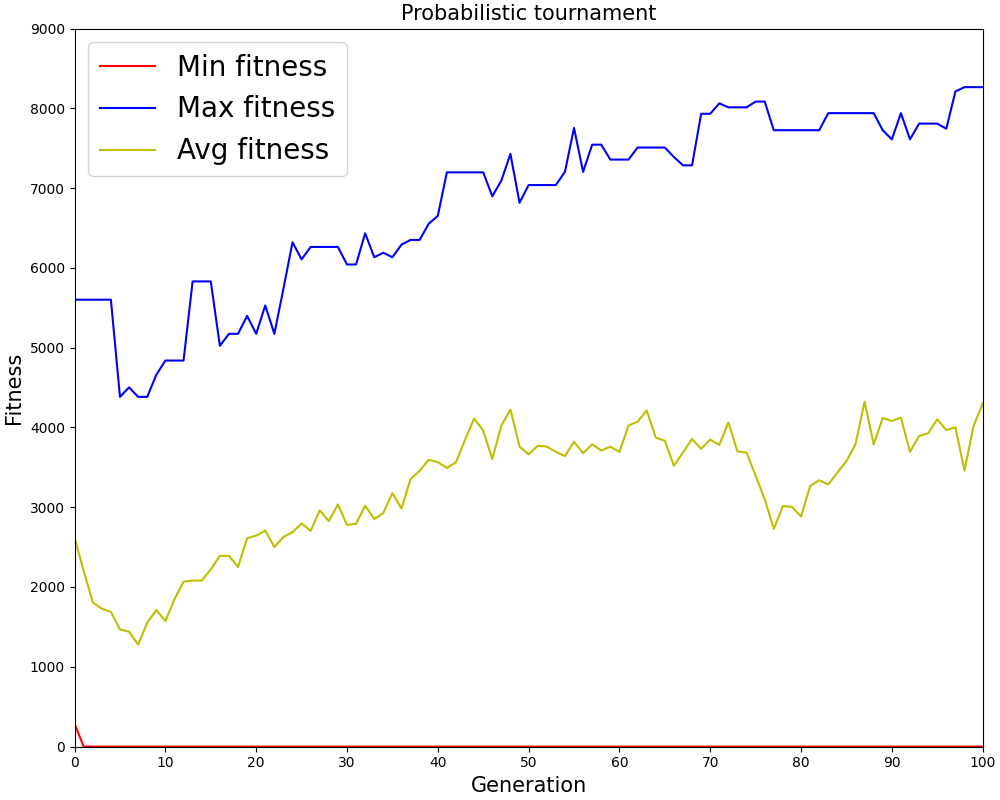 Probabilistic tournament
9000
8000
7000
6000
5000
4000
3000
2000
1000
0
Fitness
Min fitness
Max fitness
Avg fitness
0 10 20 30 40 50 60 70 80 90 100
Generation